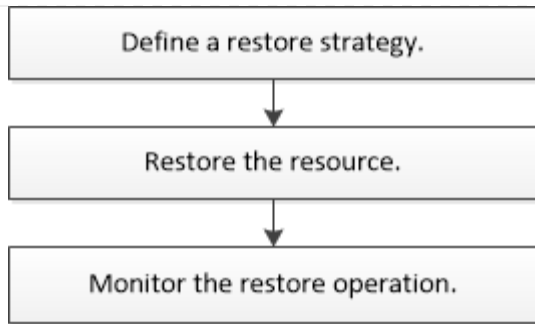 Define a restore strategy.
Restore the resource.
Monitor the restore operation.